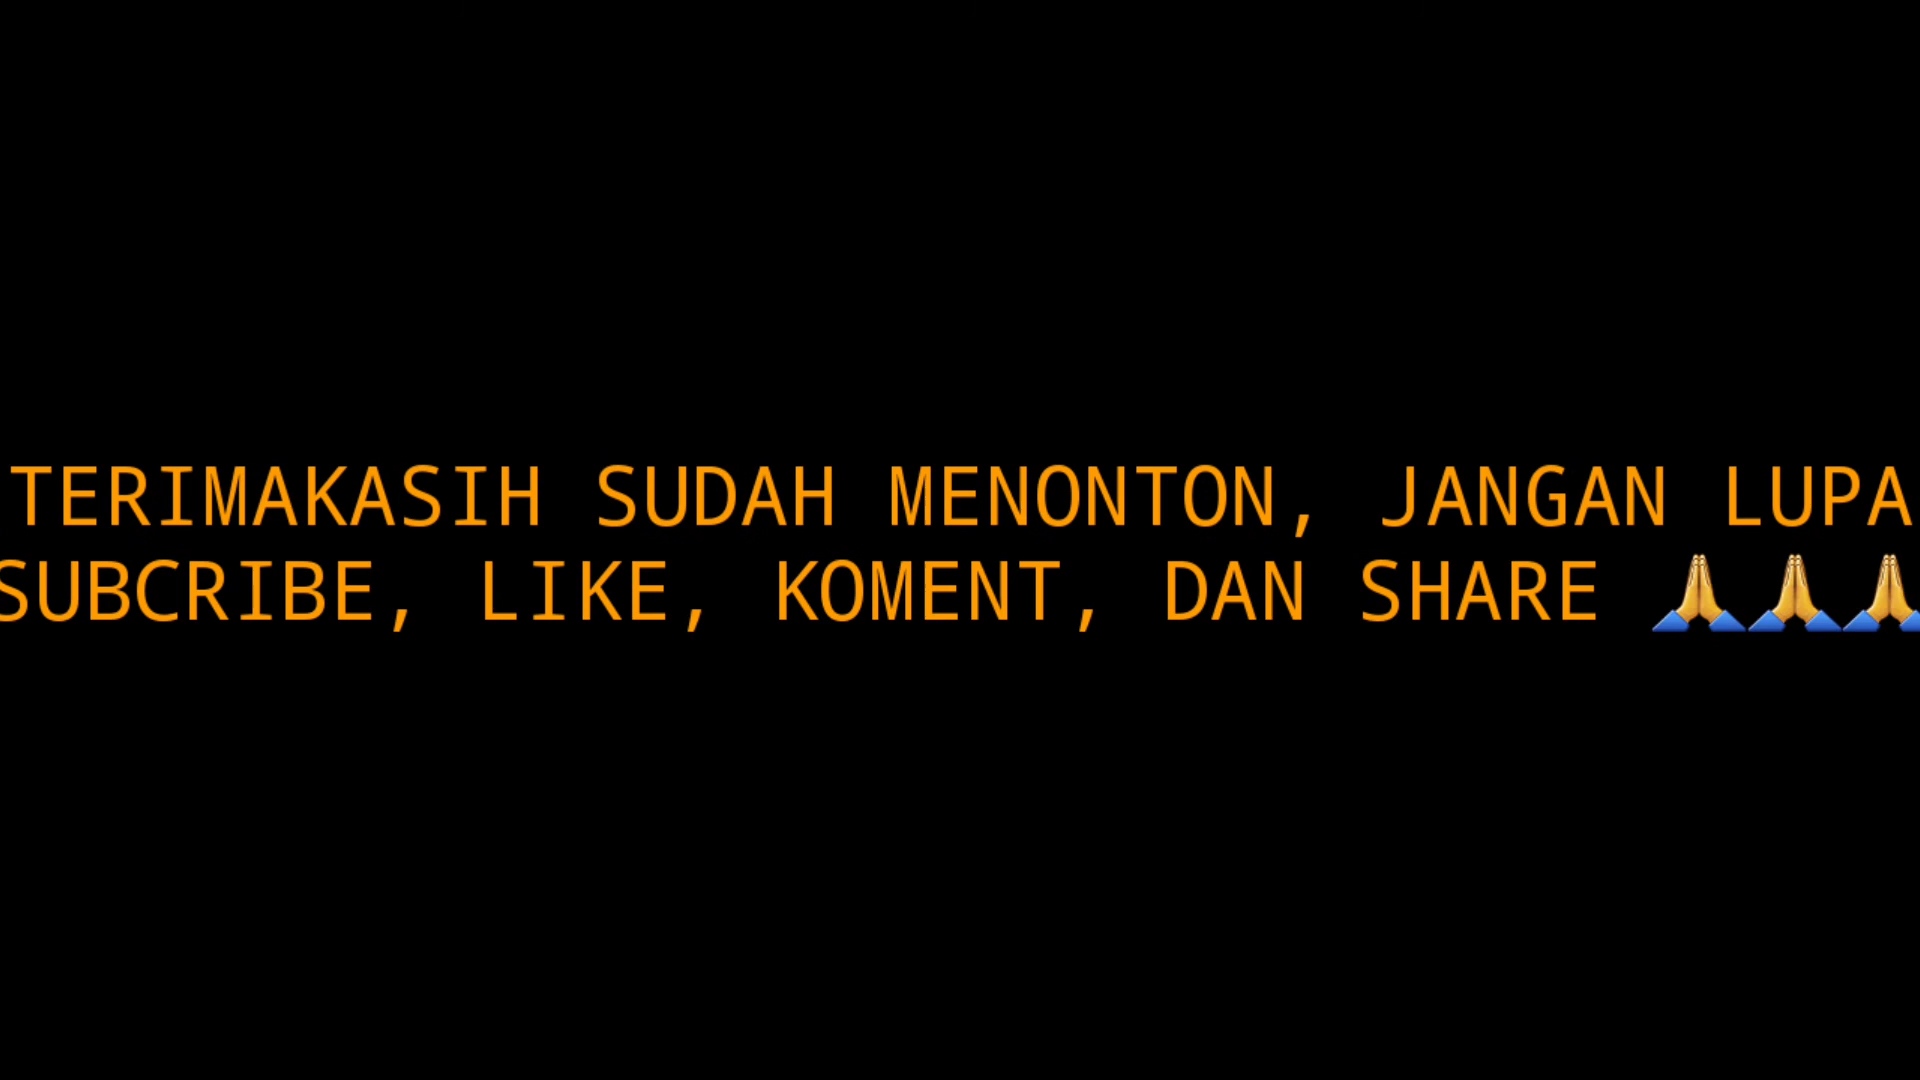 TERIMAKASIH SUDAH MENONTON, JANGAN LUPA
SUBCRIBE, LIKE, KOMENT, DAN SHARE 🙏🙏🙏